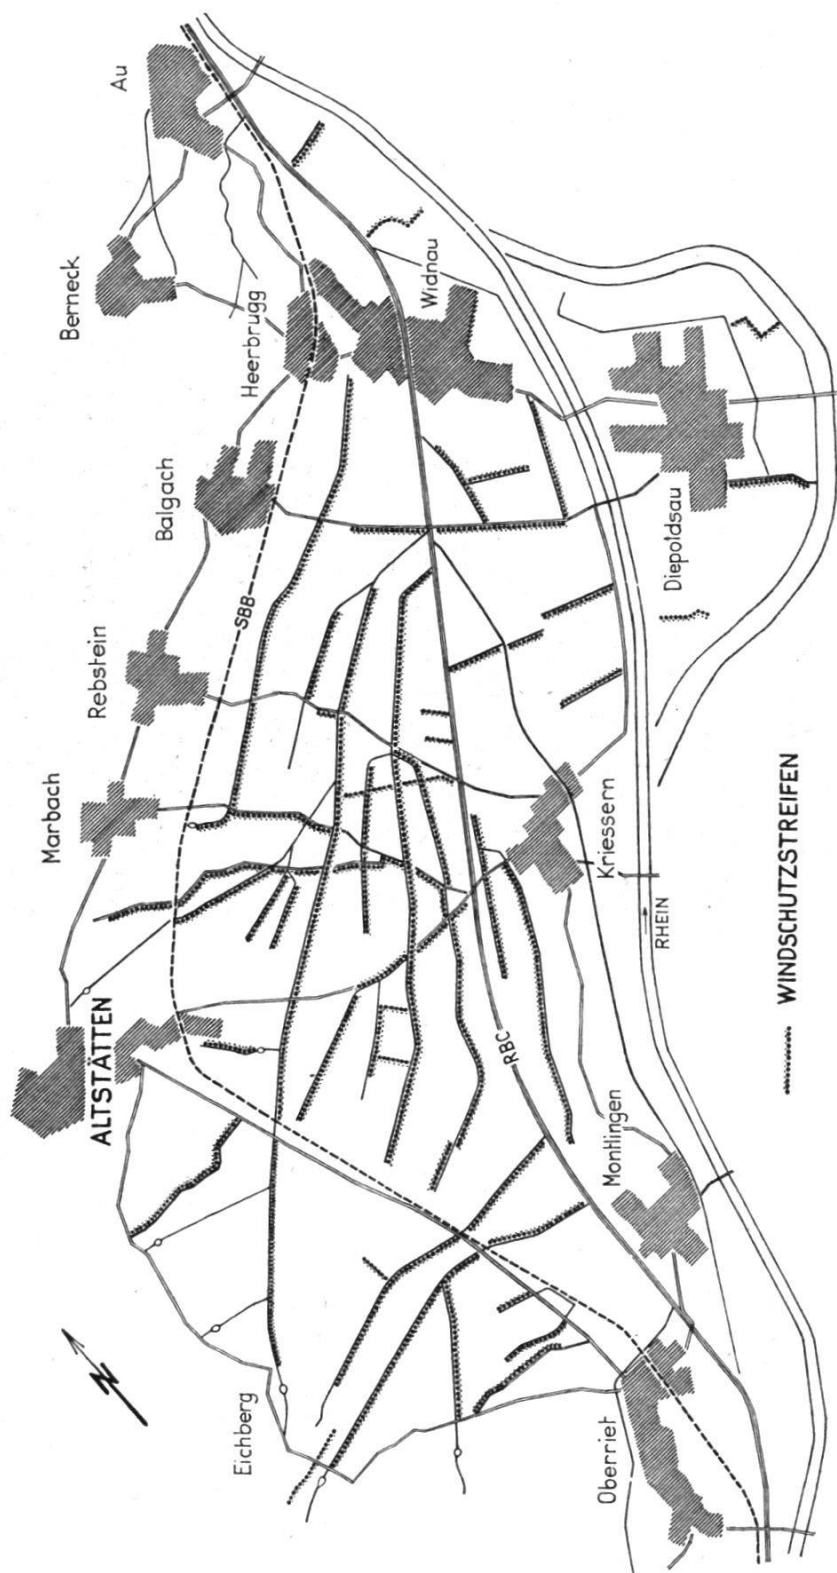 Au
Berneck
Heerbrugg
Widnau
Balgach
Diepoldsau
SBB
Rebstein
Marbach
Kriessern
RHEIN
WINDSCHUTZSTREIFEN
ALTSTÄTTEN
RBC
Montlingen
N
Eichberg
Oberriet